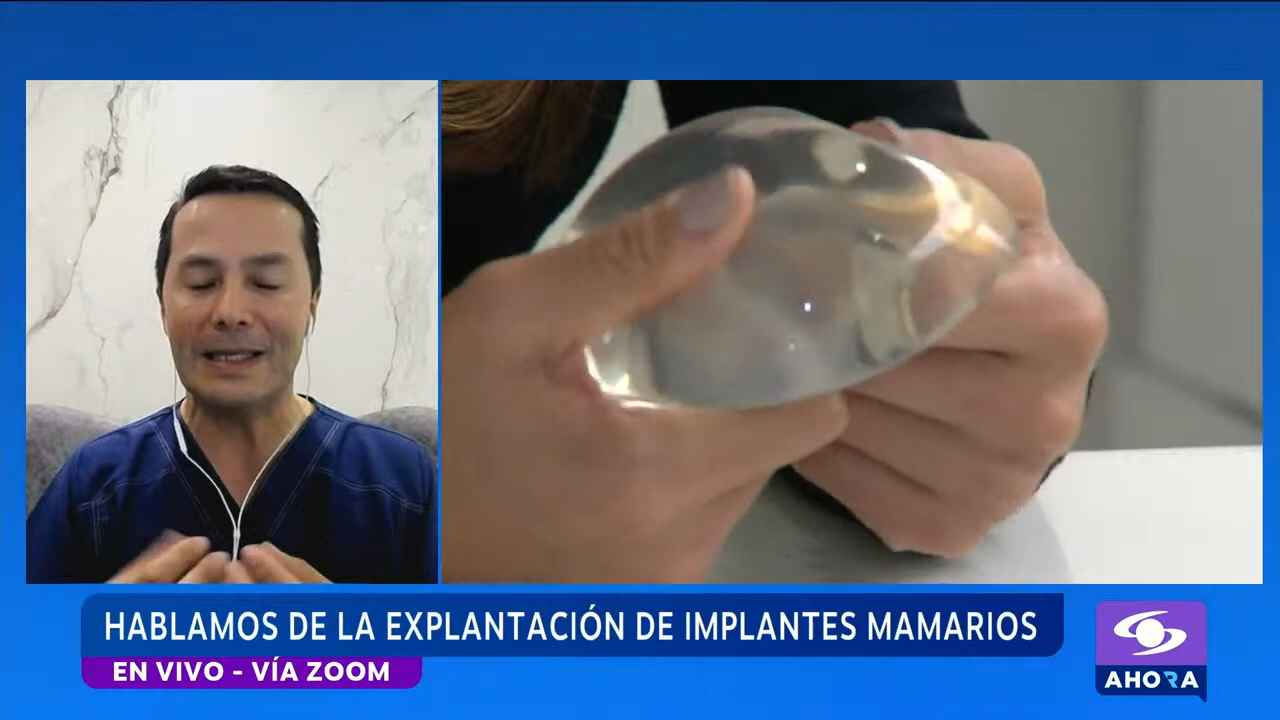 HABLAMOS DE LA EXPLANTACIÓN DE IMPLANTES MAMARIOS
EN VIVO - VÍA ZOOM
AHORA